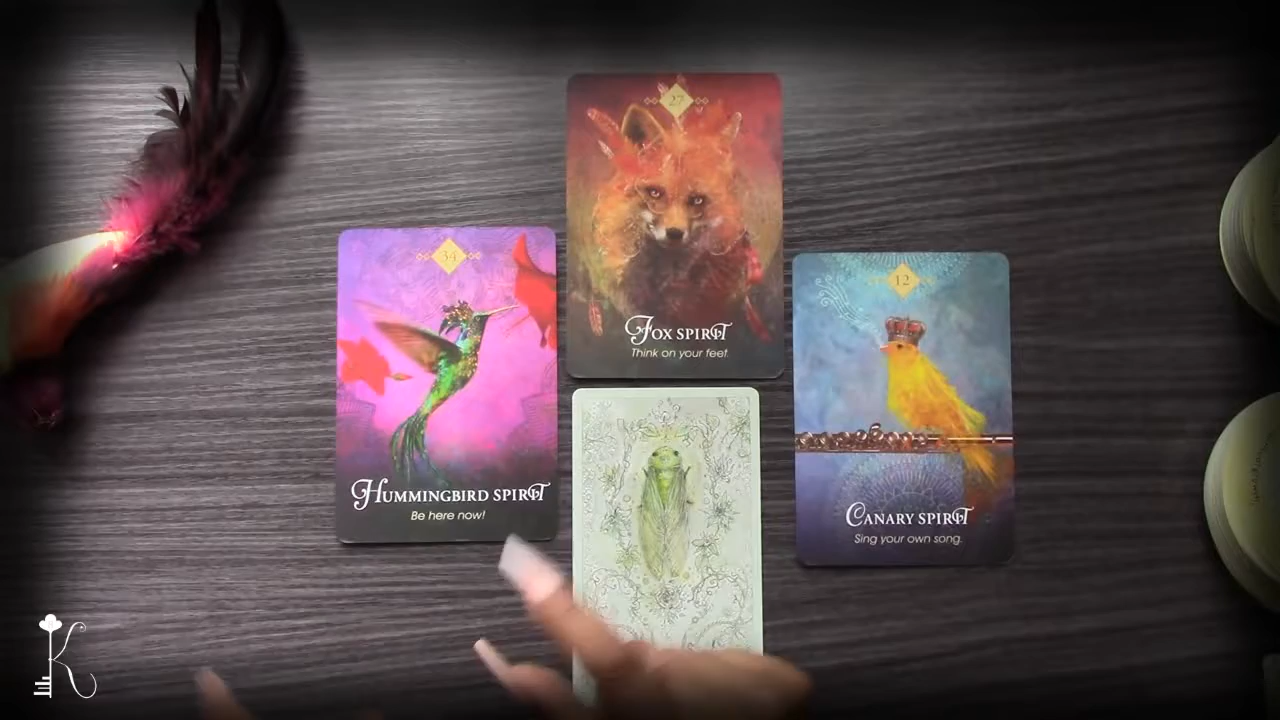 27
Fox Spirit
Think on your feet.
34
Hummingbird Spirit
Be here now!
12
Canary Spirit
Sing your own song.
K